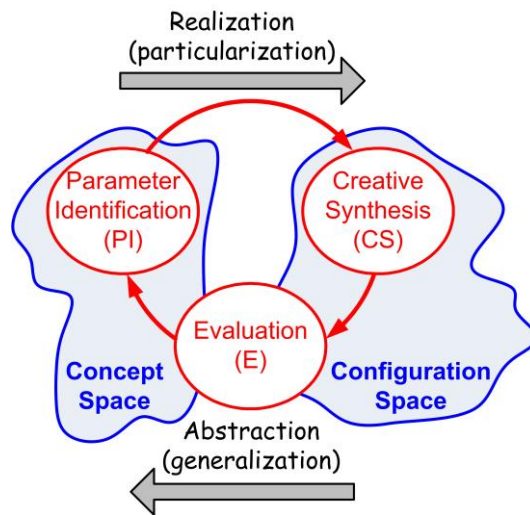 Realization
(particularization)
Parameter
Identification
(PI)
Creative
Synthesis
(CS)
Evaluation
(E)
Concept
Space
Configuration
Space
Abstraction
(generalization)